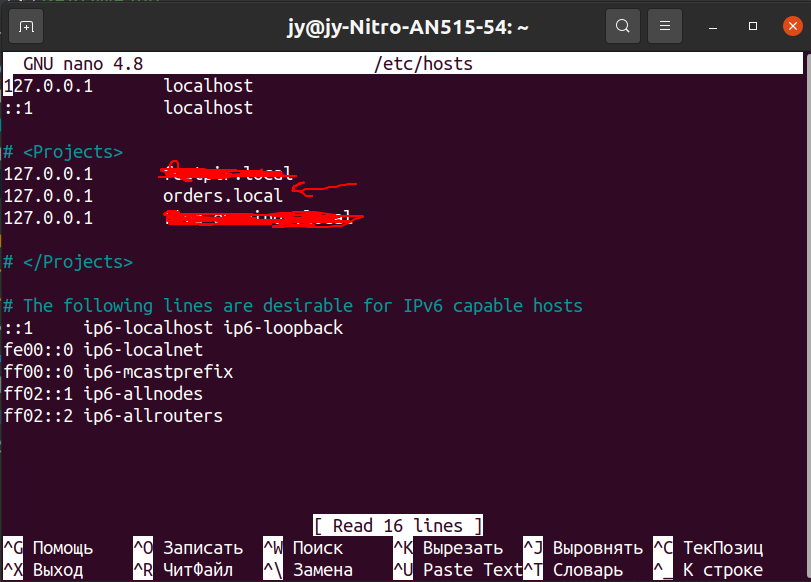 jy@jy-Nitro-AN515-54: ~
GNU nano 4.8 /etc/hosts
127.0.0.1 localhost
::1 localhost
# <Projects>
127.0.0.1
127.0.0.1 orders.local
127.0.0.1
# </Projects>
# The following lines are desirable for IPv6 capable hosts
::1 ip6-localhost ip6-loopback
fe00::0 ip6-localnet
ff00::0 ip6-mcastprefix
ff02::1 ip6-allnodes
ff02::2 ip6-allrouters
[ Read 16 lines ]
^G Помощь ^O Записать ^W Поиск ^K Вырезать ^J Выровнять ^C ТекПозиц
^X Выход ^R ЧитФайл ^\ Замена ^U Paste Text ^T Словарь ^_ К строке